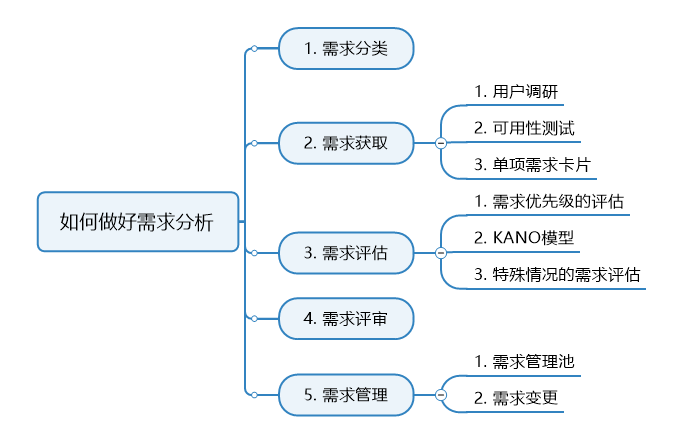 如何做好需求分析
1. 需求分类
2. 需求获取
1. 用户调研
2. 可用性测试
3. 单项需求卡片
3. 需求评估
1. 需求优先级的评估
2. KANO模型
3. 特殊情况的需求评估
4. 需求评审
5. 需求管理
1. 需求管理池
2. 需求变更